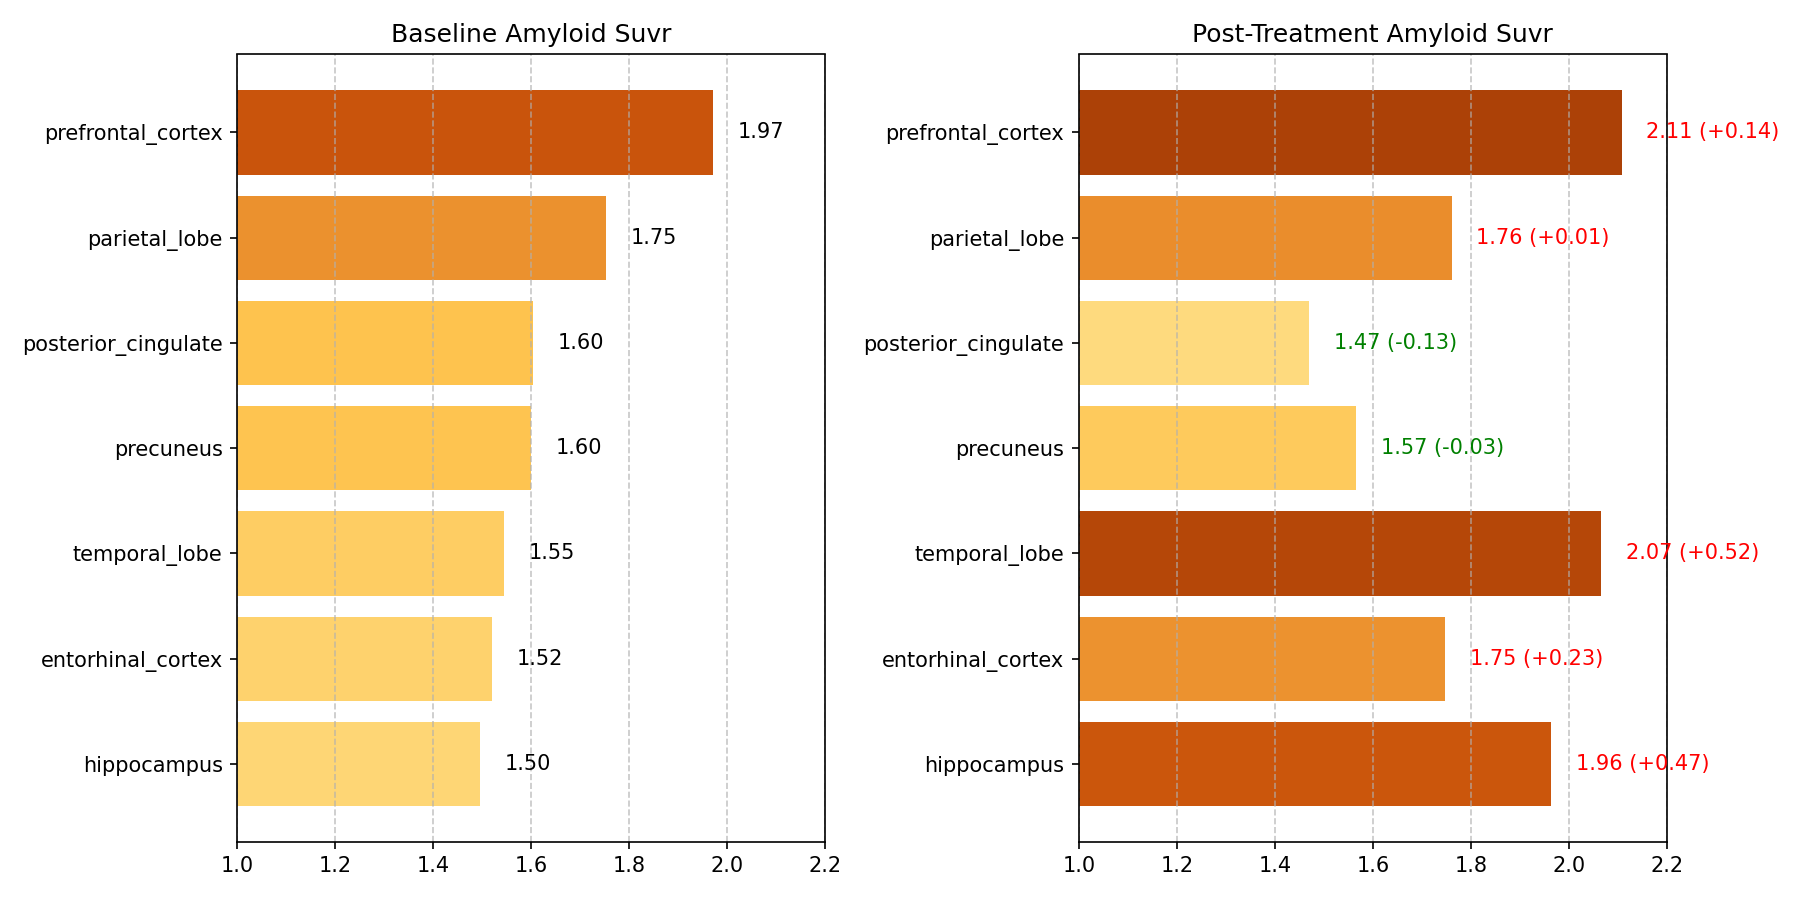 Baseline Amyloid Suvr
prefrontal_cortex 1.97
parietal_lobe 1.75
posterior_cingulate 1.60
precuneus 1.60
temporal_lobe 1.55
entorhinal_cortex 1.52
hippocampus 1.50
1.0 1.2 1.4 1.6 1.8 2.0 2.2
Post-Treatment Amyloid Suvr
prefrontal_cortex 2.11 (+0.14)
parietal_lobe 1.76 (+0.01)
posterior_cingulate 1.47 (-0.13)
precuneus 1.57 (-0.03)
temporal_lobe 2.07 (+0.52)
entorhinal_cortex 1.75 (+0.23)
hippocampus 1.96 (+0.47)
1.0 1.2 1.4 1.6 1.8 2.0 2.2